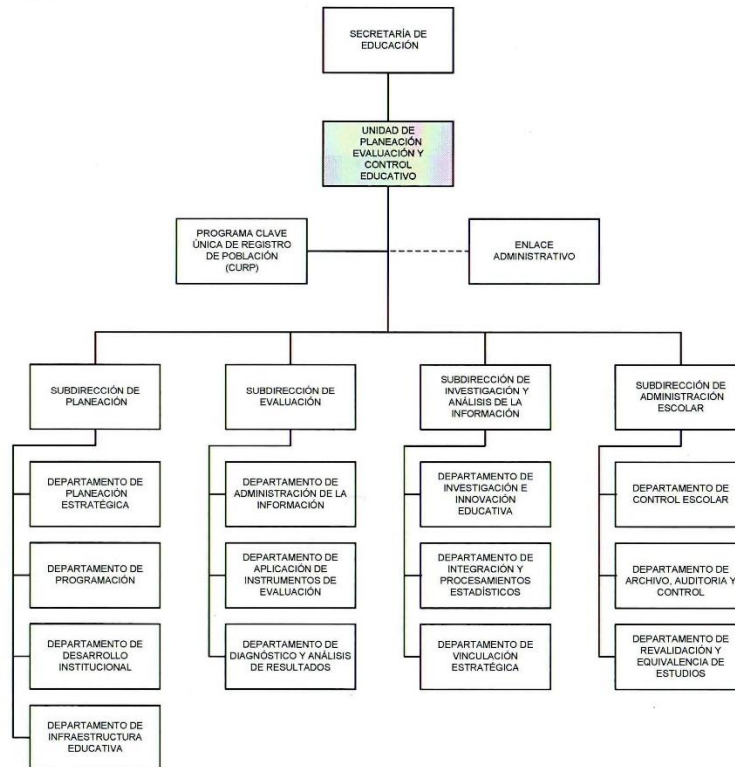 SECRETARÍA DE
EDUCACIÓN
UNIDAD DE
PLANEACIÓN
EVALUACIÓN Y
CONTROL
EDUCATIVO
PROGRAMA CLAVE
ÚNICA DE REGISTRO
DE POBLACIÓN
(CURP)
ENLACE
ADMINISTRATIVO
SUBDIRECCIÓN DE
PLANEACIÓN
DEPARTAMENTO DE
PLANEACIÓN
ESTRATÉGICA
DEPARTAMENTO DE
PROGRAMACIÓN
DEPARTAMENTO DE
DESARROLLO
INSTITUCIONAL
DEPARTAMENTO DE
INFRAESTRUCTURA
EDUCATIVA
SUBDIRECCIÓN DE
EVALUACIÓN
DEPARTAMENTO DE
ADMINISTRACIÓN DE LA
INFORMACIÓN
DEPARTAMENTO DE
APLICACIÓN DE
INSTRUMENTOS DE
EVALUACIÓN
DEPARTAMENTO DE
DIAGNÓSTICO Y ANÁLISIS
DE RESULTADOS
SUBDIRECCIÓN DE
INVESTIGACIÓN Y
ANÁLISIS DE LA
INFORMACIÓN
DEPARTAMENTO DE
INVESTIGACIÓN E
INNOVACIÓN
EDUCATIVA
DEPARTAMENTO DE
INTEGRACIÓN Y
PROCESAMIENTOS
ESTADÍSTICOS
DEPARTAMENTO DE
VINCULACIÓN
ESTRATÉGICA
SUBDIRECCIÓN DE
ADMINISTRACIÓN
ESCOLAR
DEPARTAMENTO DE
CONTROL ESCOLAR
DEPARTAMENTO DE
ARCHIVO, AUDITORIA Y
CONTROL
DEPARTAMENTO DE
REVALIDACIÓN Y
EQUIVALENCIA DE
ESTUDIOS